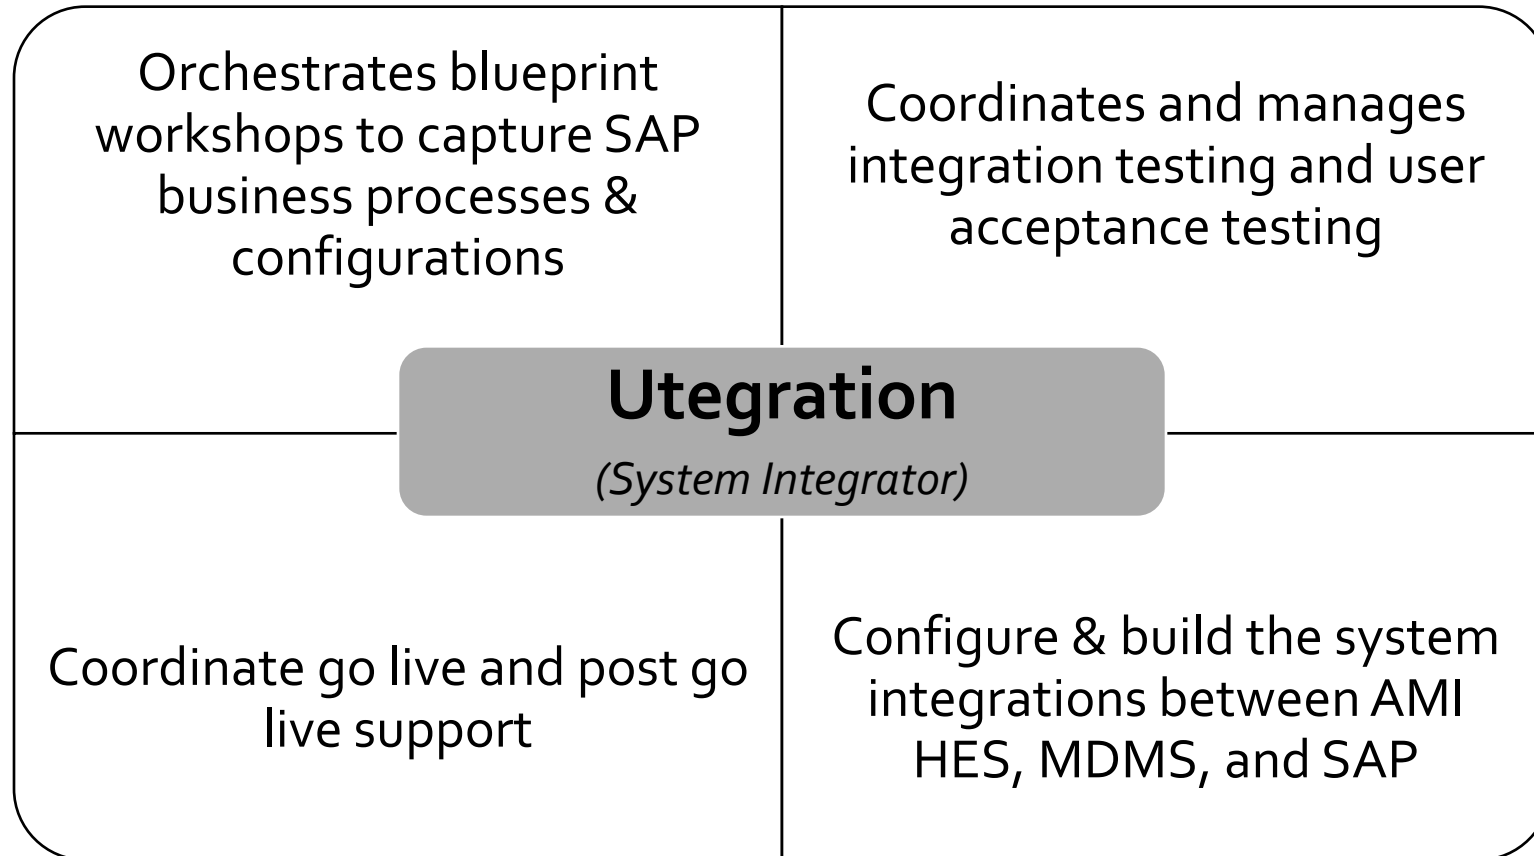 Orchestrates blueprint
workshops to capture SAP
business processes &
configurations
Coordinates and manages
integration testing and user
acceptance testing
Utegration
(System Integrator)
Coordinate go live and post go
live support
Configure & build the system
integrations between AMI
HES, MDMS, and SAP